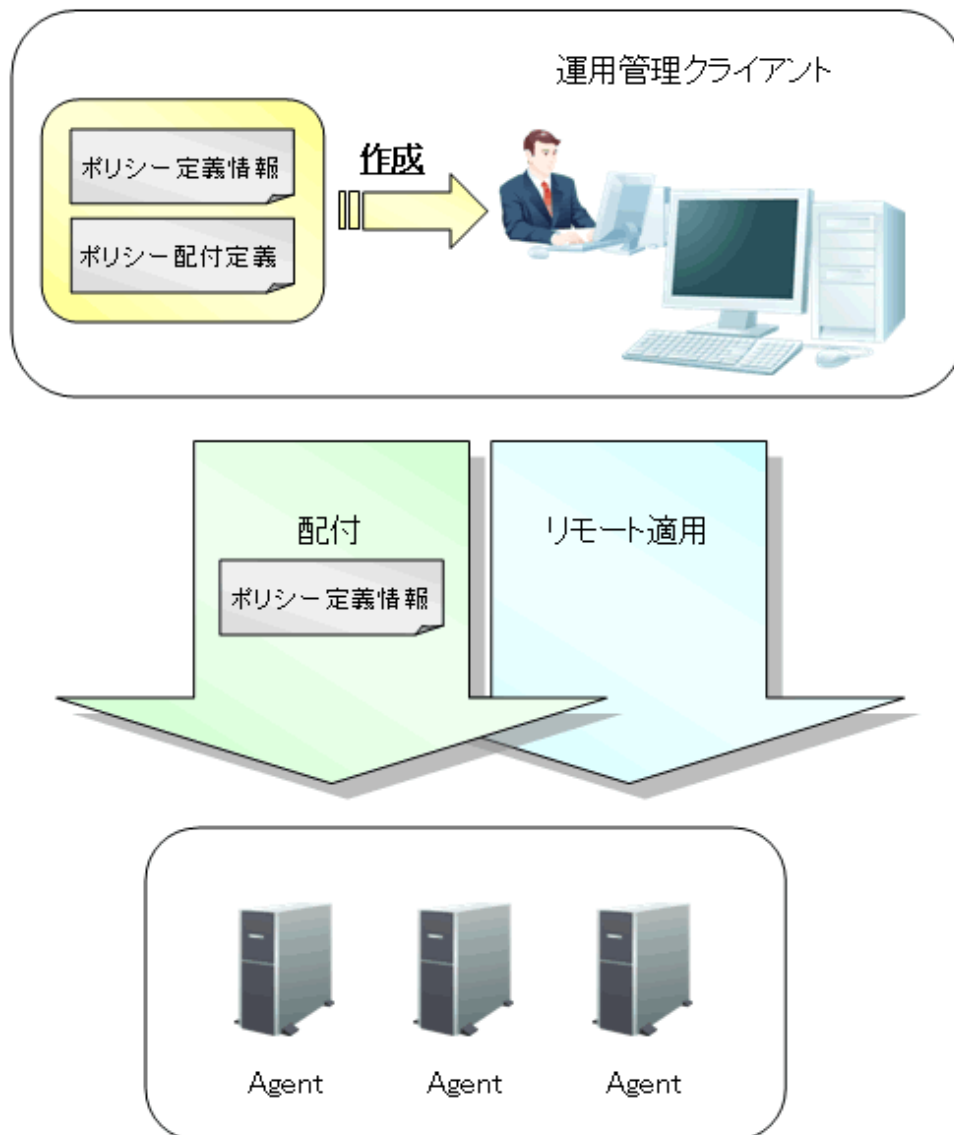 運用管理クライアント
ポリシー定義情報
作成
ポリシー配付定義
配付
リモート適用
ポリシー定義情報
Agent
Agent
Agent